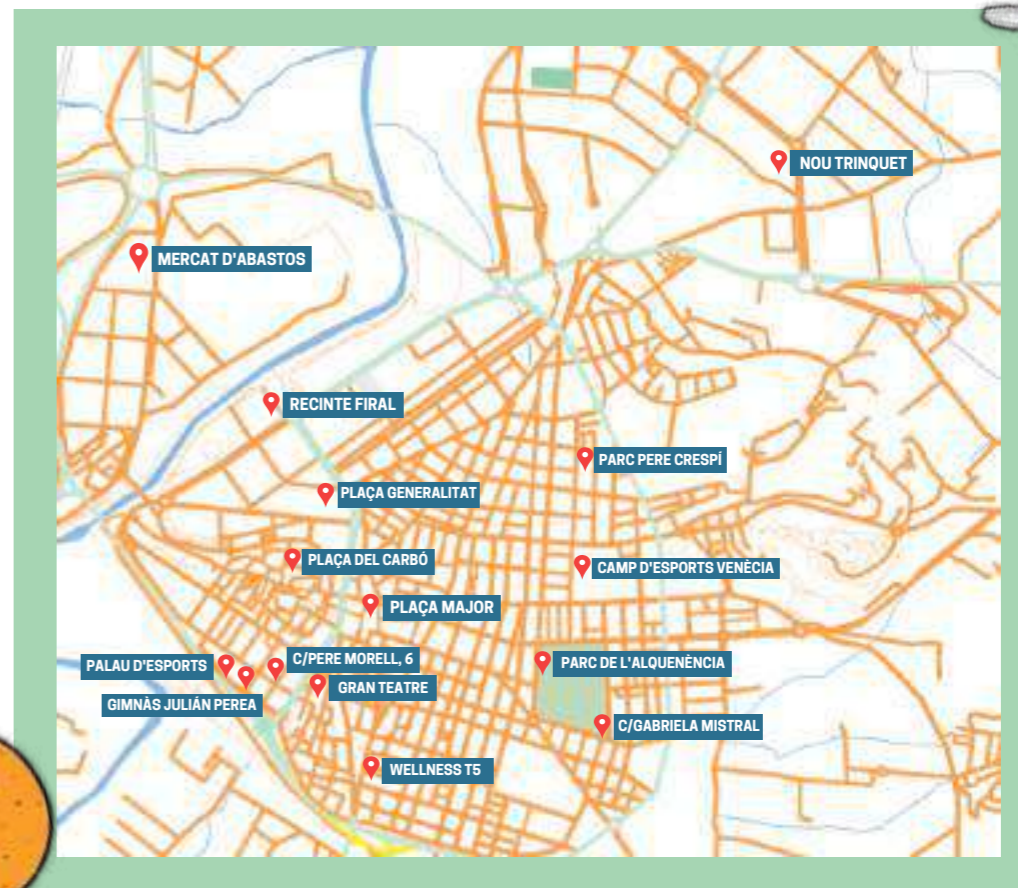 NOU TRINQUET
MERCAT D'ABASTOS
RECINTE FIRAL
PARC PERE CRESPÍ
PLAÇA GENERALITAT
PLAÇA DEL CARBÓ
CAMP D'ESPORTS VENÈCIA
PLAÇA MAJOR
PALAU D'ESPORTS
C/PERE MORELL, 6
PARC DE L'ALQUENÈNCIA
GRAN TEATRE
GIMNÀS JULIÁN PEREA
C/GABRIELA MISTRAL
WELLNESS T5